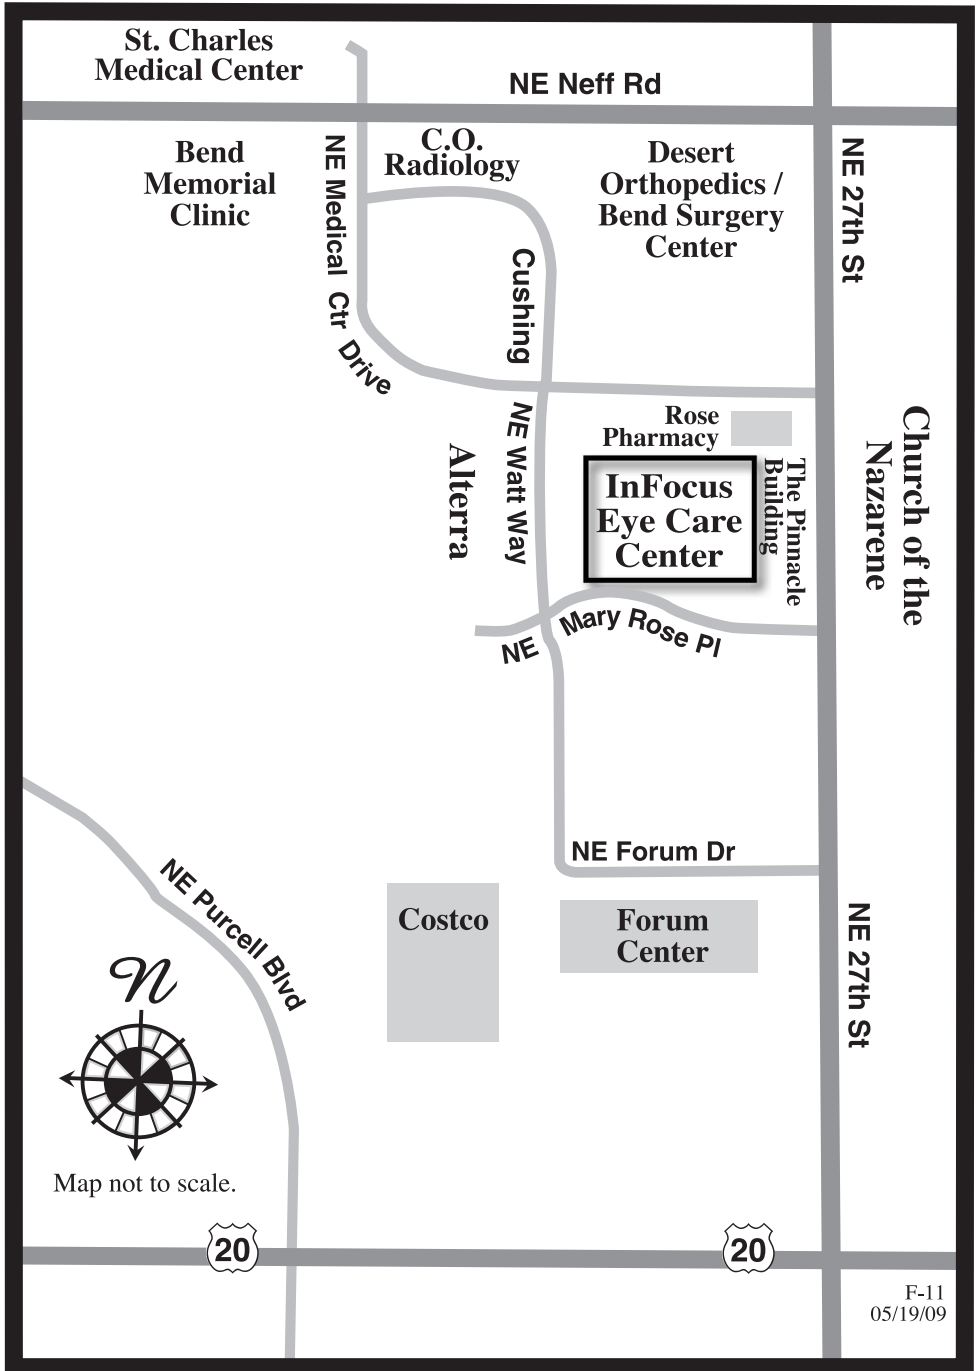 St. Charles
Medical Center
NE Neff Rd
Bend
Memorial
Clinic
NE Medical Ctr Drive
C.O.
Radiology
Desert
Orthopedics /
Bend Surgery
Center
NE 27th St
Cushing
NE Watt Way
Alterra
Rose
Pharmacy
InFocus
Eye Care
Center
The Pinnacle
Building
Church of the
Nazarene
NE Mary Rose Pl
NE Forum Dr
NE Purcell Blvd
Costco
Forum
Center
NE 27th St
N
Map not to scale.
20
20
F-11
05/19/09